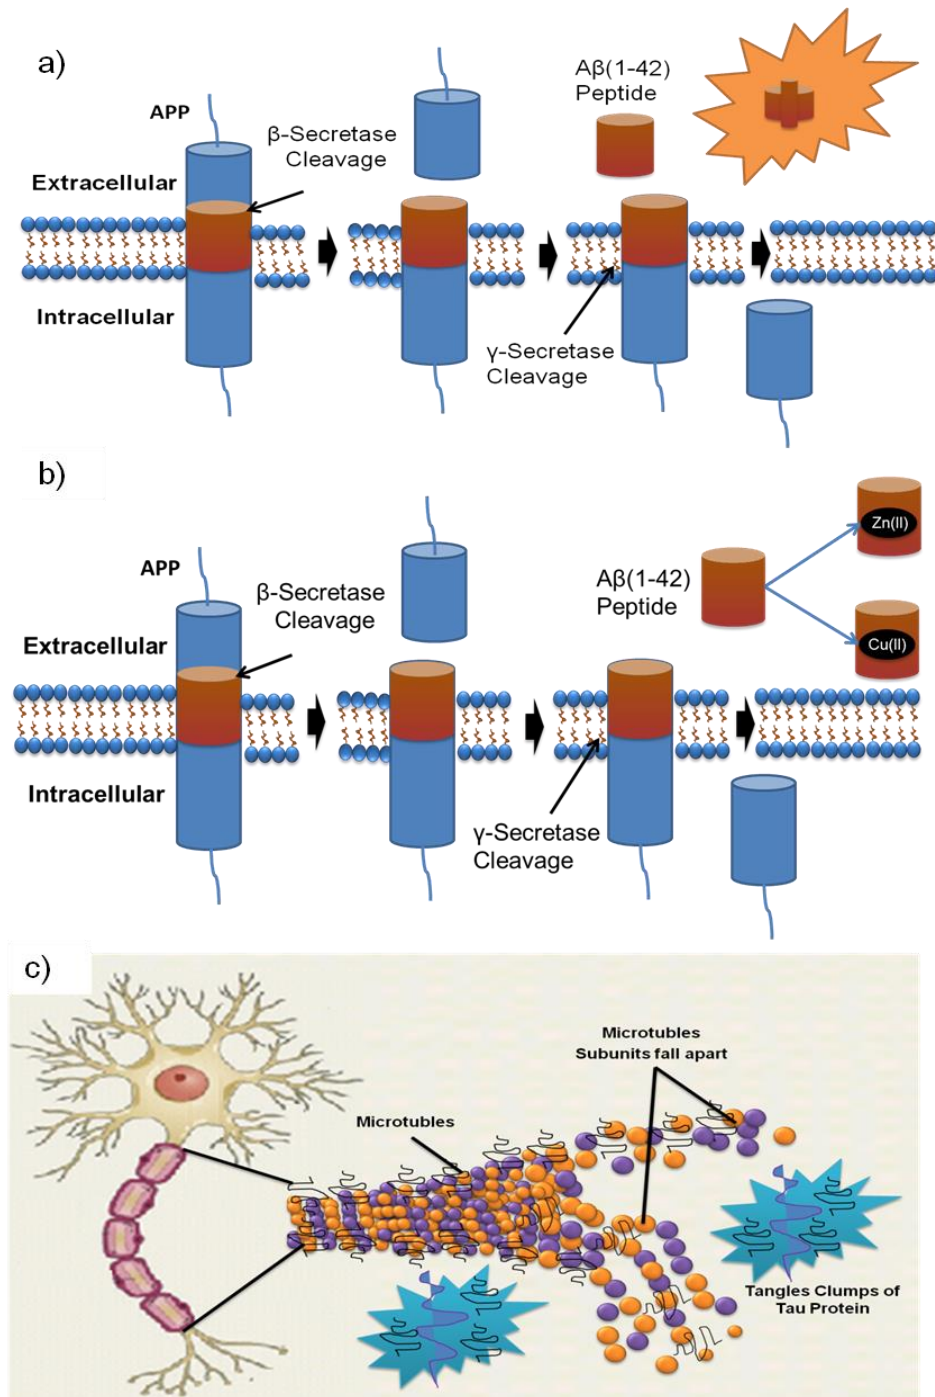 a)
APP
β-Secretase
Cleavage
Aβ(1-42)
Peptide
Extracellular
Intracellular
γ-Secretase
Cleavage
b)
APP
β-Secretase
Cleavage
Aβ(1-42)
Peptide
Zn(II)
Cu(II)
Extracellular
Intracellular
γ-Secretase
Cleavage
c)
Microtubles
Subunits fall apart
Microtubles
Tangles Clumps of
Tau Protein